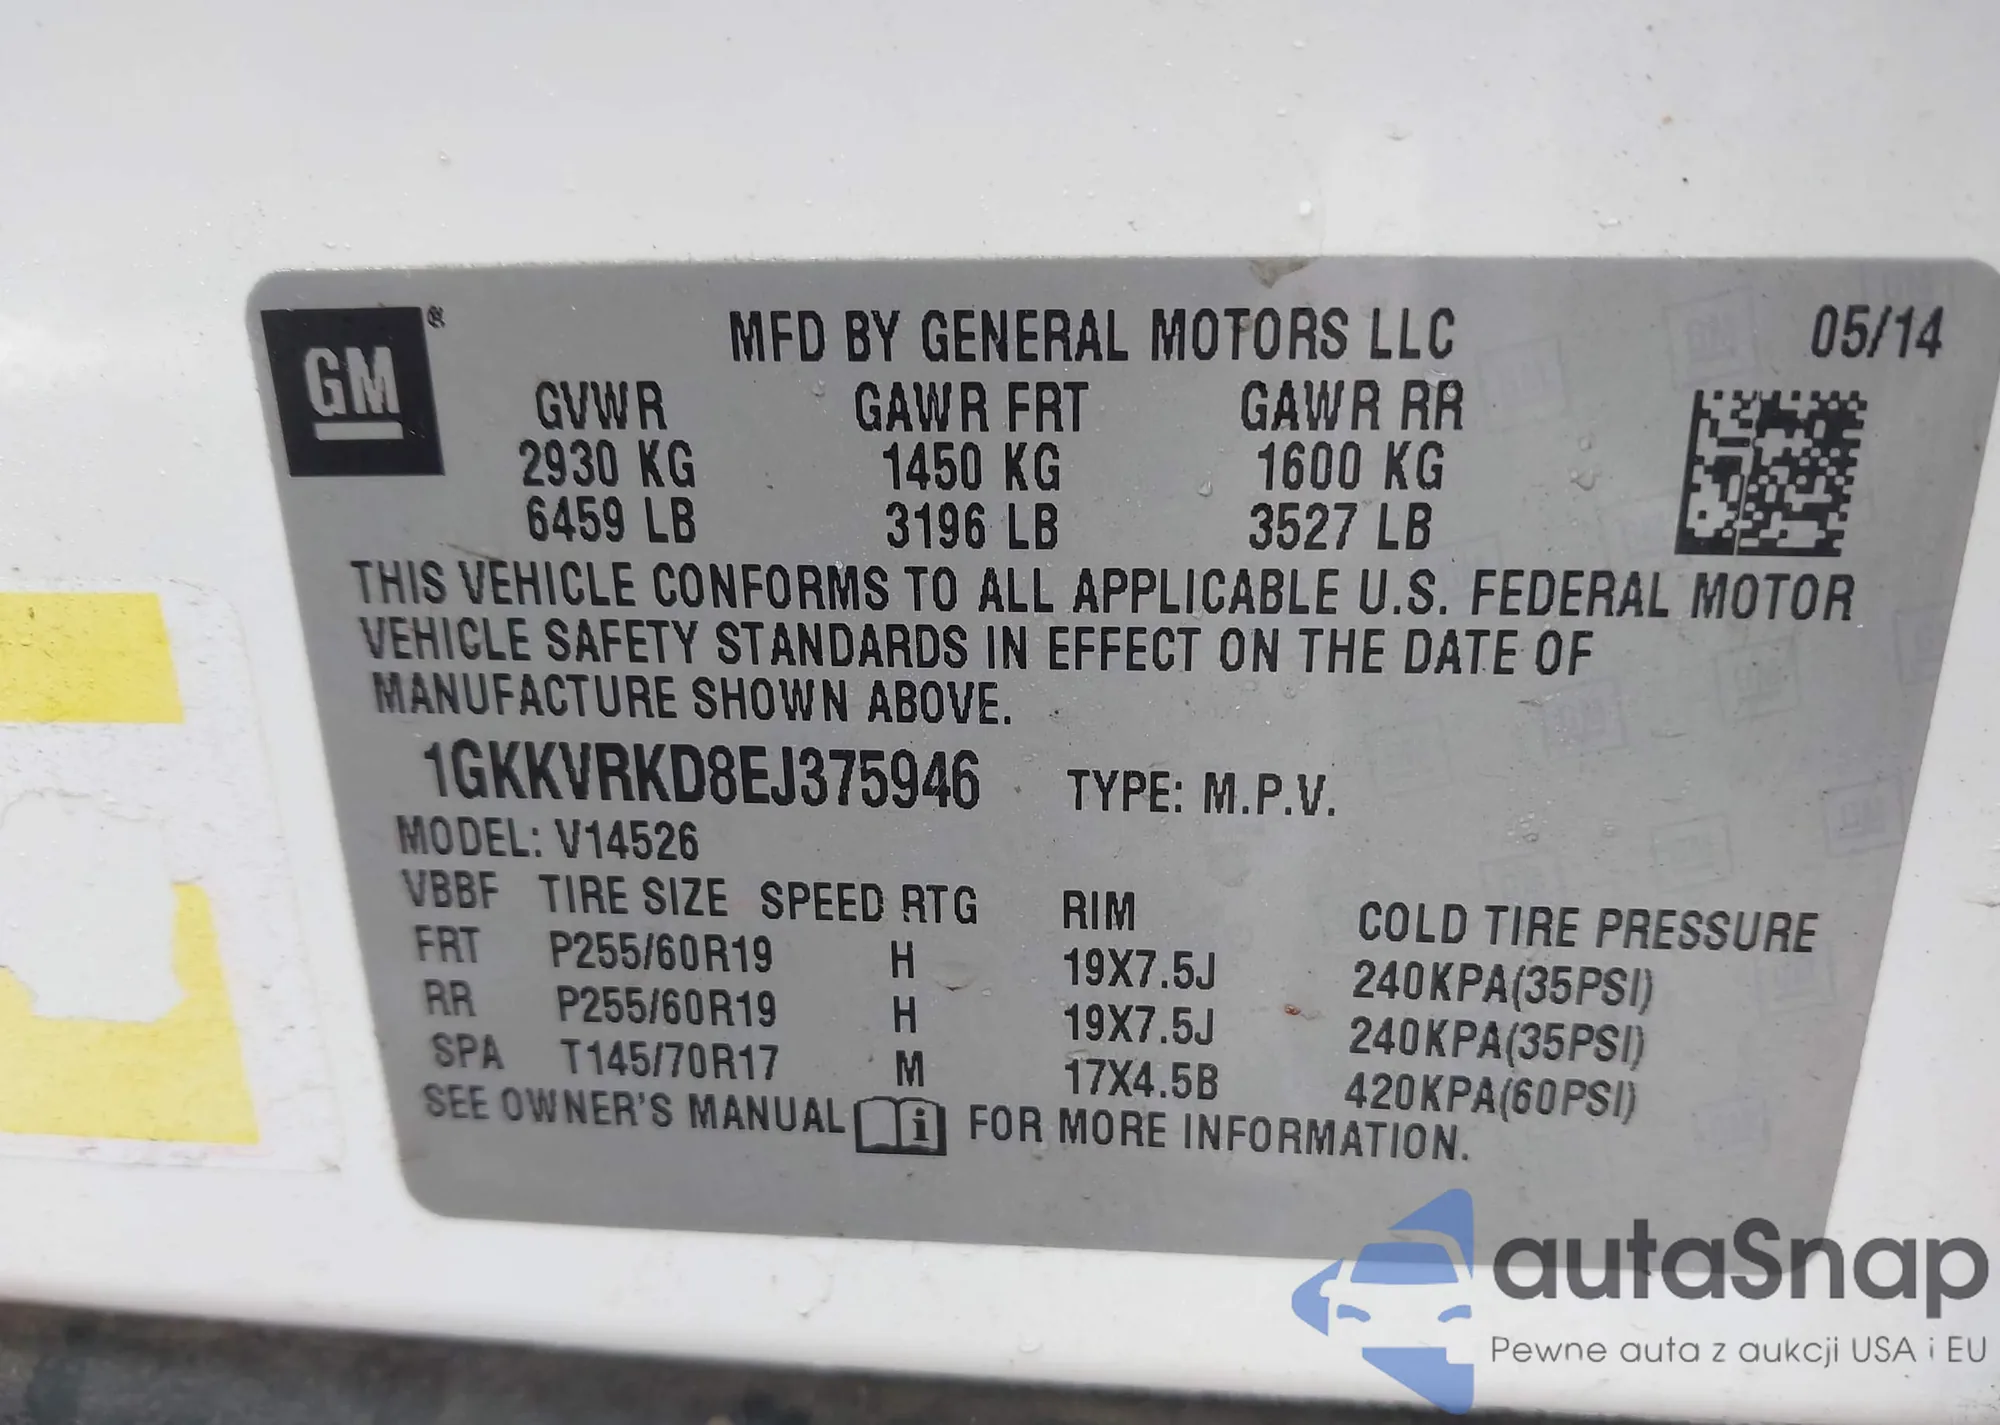 GM ®
MFD BY GENERAL MOTORS LLC 05/14
GVWR GAWR FRT GAWR RR
2930 KG 1450 KG 1600 KG
6459 LB 3196 LB 3527 LB
THIS VEHICLE CONFORMS TO ALL APPLICABLE U.S. FEDERAL MOTOR
VEHICLE SAFETY STANDARDS IN EFFECT ON THE DATE OF
MANUFACTURE SHOWN ABOVE.
1GKKVRKD8EJ375946 TYPE: M.P.V.
MODEL: V14526
VBBF TIRE SIZE SPEED RTG RIM COLD TIRE PRESSURE
FRT P255/60R19 H 19X7.5J 240KPA(35PSI)
RR P255/60R19 H 19X7.5J 240KPA(35PSI)
SPA T145/70R17 M 17X4.5B 420KPA(60PSI)
SEE OWNER'S MANUAL i FOR MORE INFORMATION.
autaSnap
Pewne auta z aukcji USA i EU